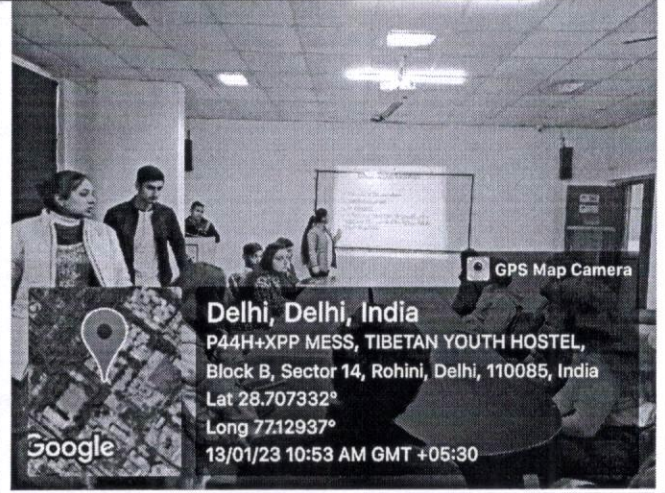 GPS Map Camera
Delhi, Delhi, India
P44H+XPP MESS, TIBETAN YOUTH HOSTEL,
Block B, Sector 14, Rohini, Delhi, 110085, India
Lat 28.707332°
Long 77.12937°
13/01/23 10:53 AM GMT +05:30
Google